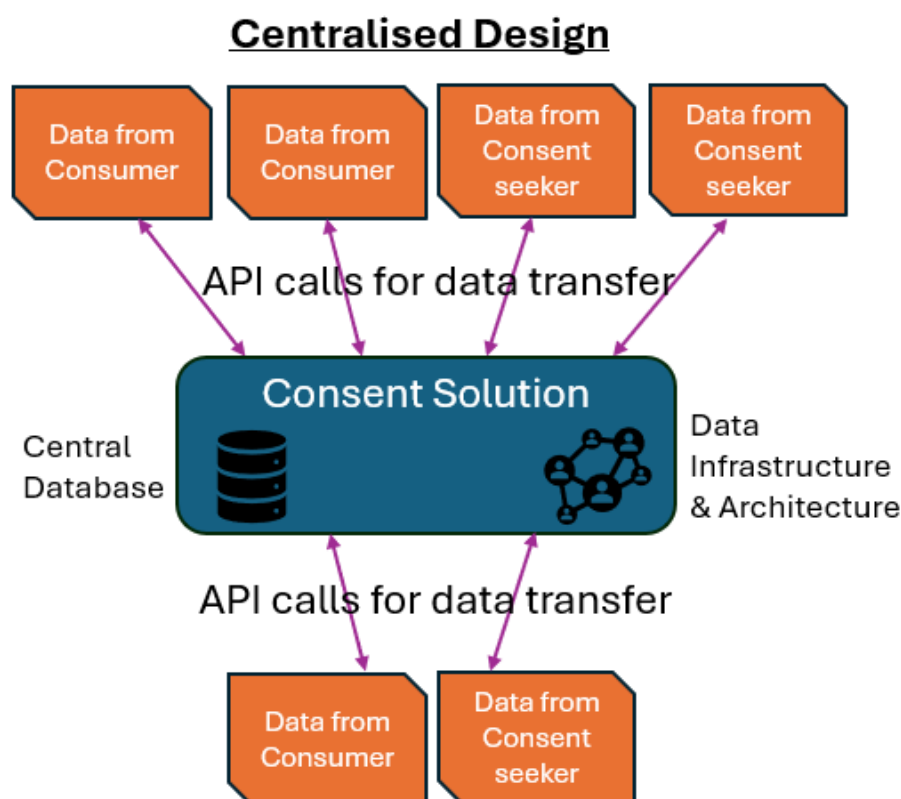 Centralised Design
Data from
Consumer
Data from
Consumer
Data from
Consent
seeker
Data from
Consent
seeker
API calls for data transfer
Consent Solution
Central
Database
Data
Infrastructure
& Architecture
API calls for data transfer
Data from
Consumer
Data from
Consent
seeker